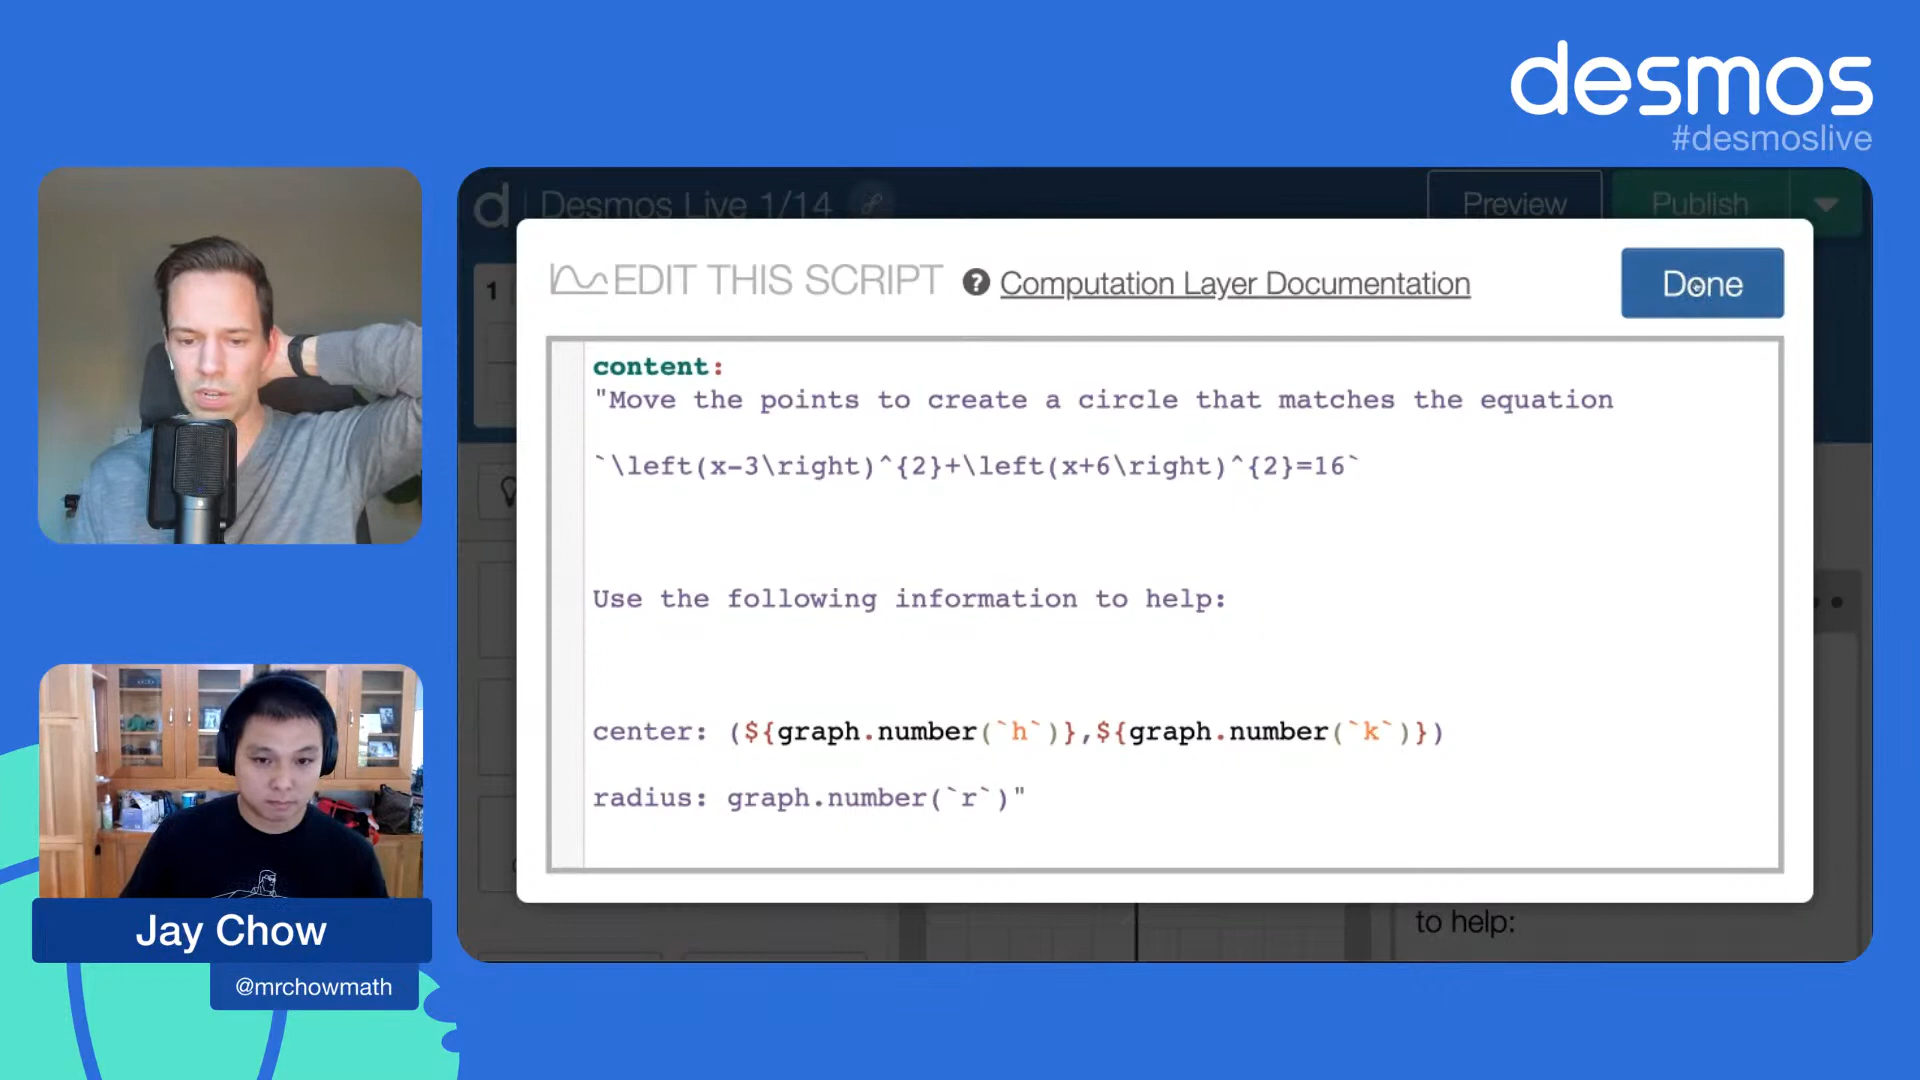 desmos
#desmoslive
d Desmos Live 1/14
Preview
Publish
1
EDIT THIS SCRIPT
? Computation Layer Documentation
Done
content:
"Move the points to create a circle that matches the equation
`\left(x-3\right)^{2}+\left(x+6\right)^{2}=16`
Use the following information to help:
center: (${graph.number(`h`)},${graph.number(`k`)})
radius: graph.number(`r`)"
to help:
Jay Chow
@mrchowmath